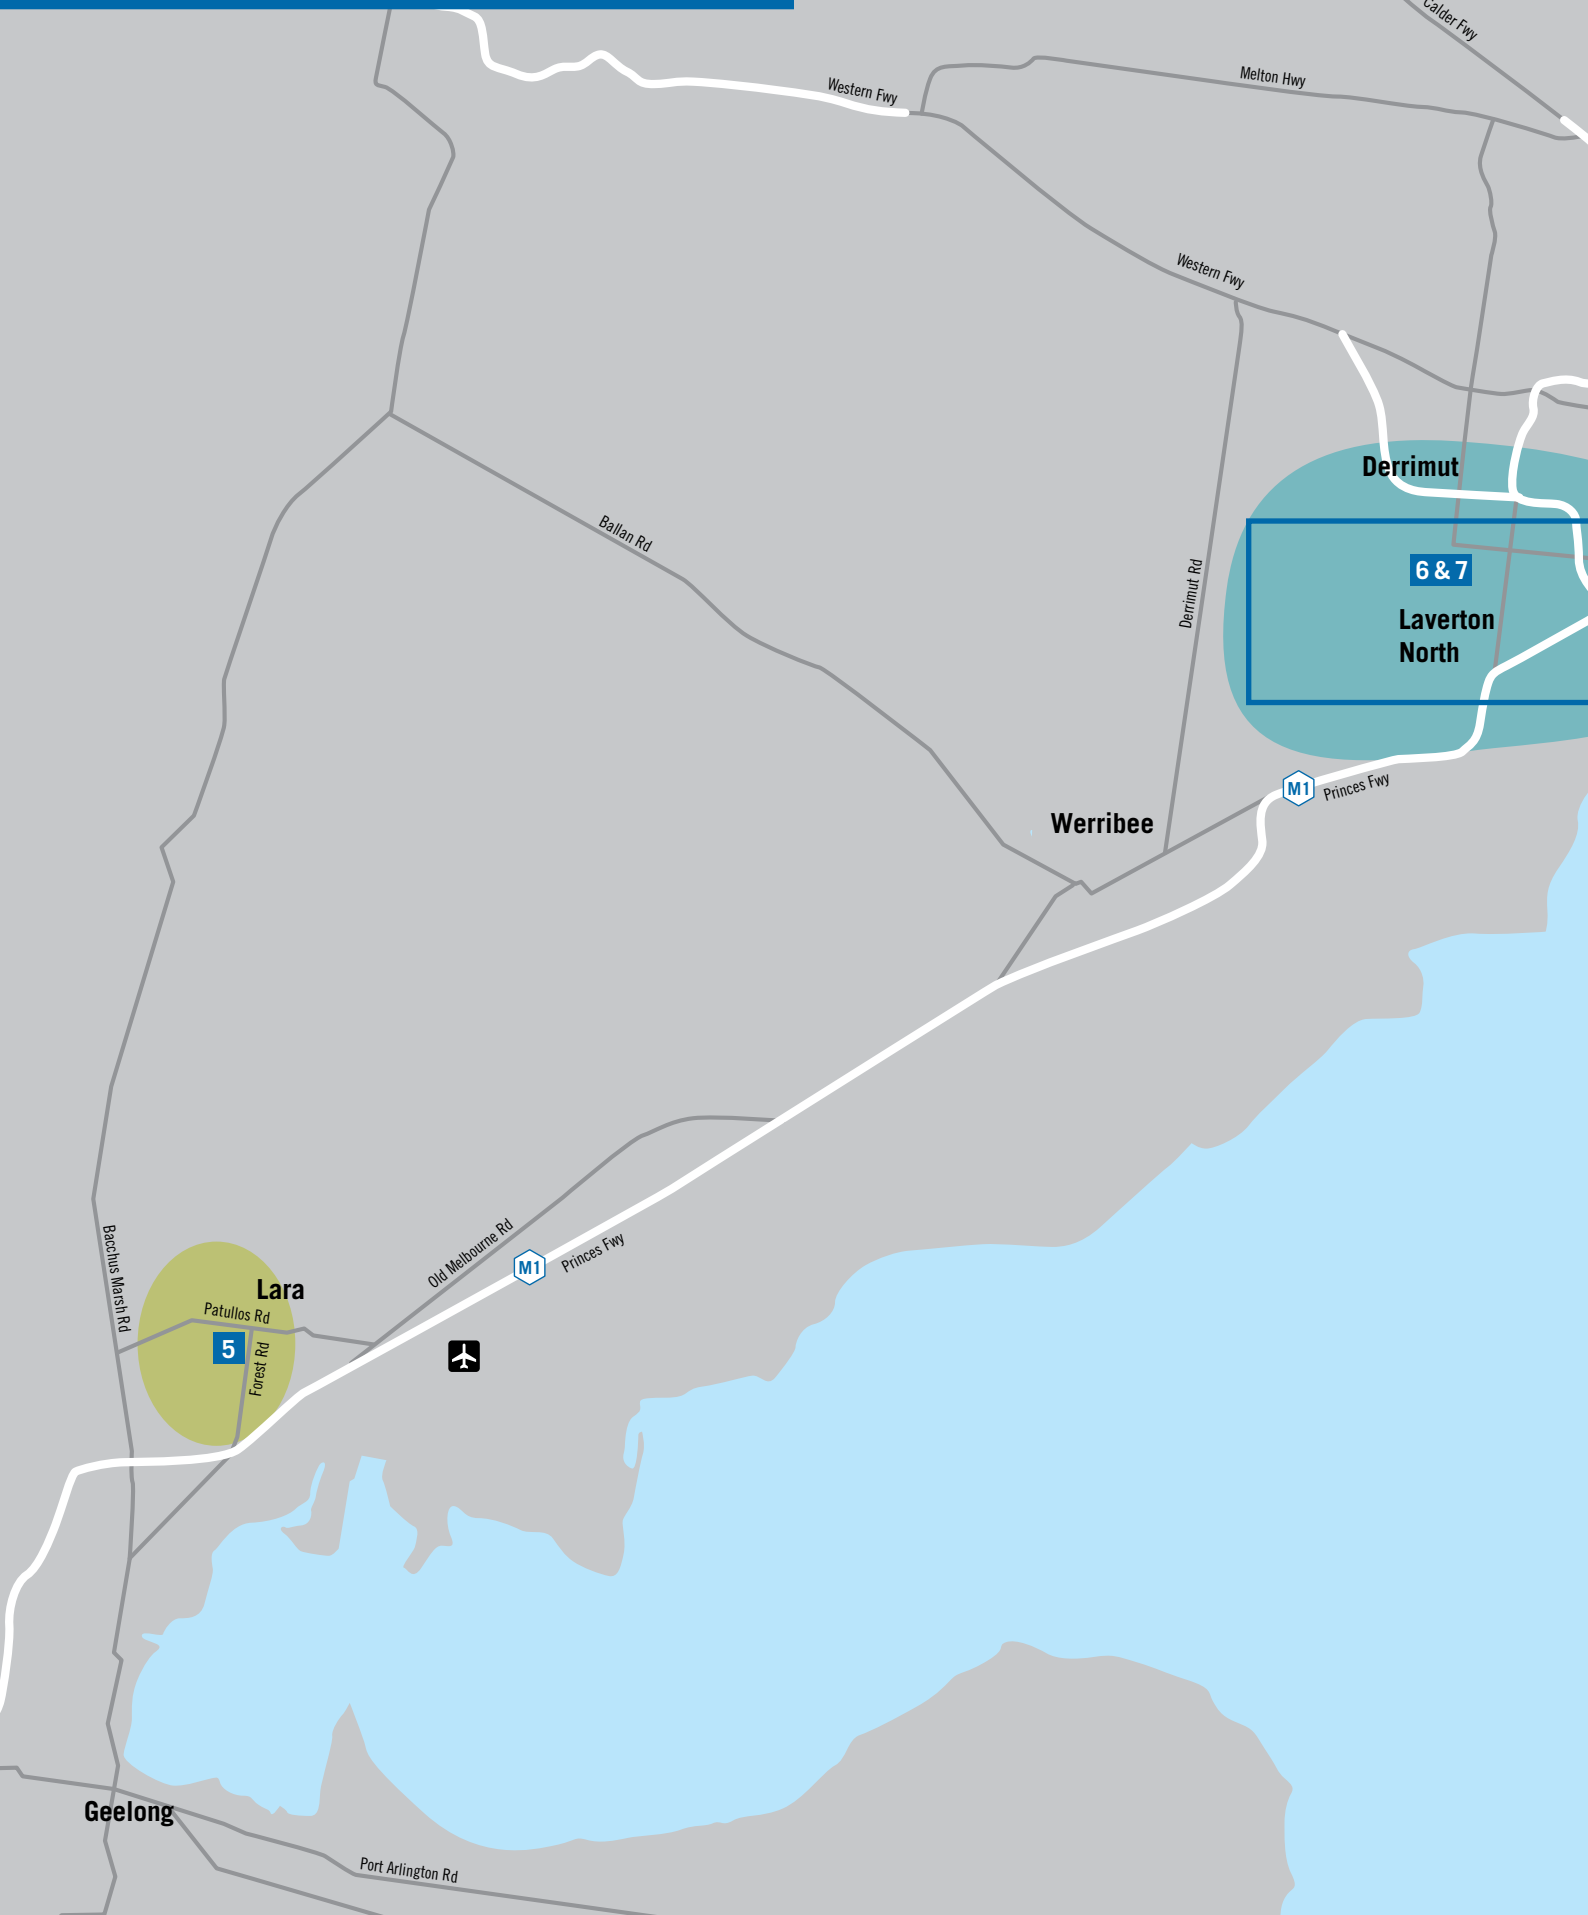 Calder Fwy
Melton Hwy
Western Fwy
Western Fwy
Derrimut
Ballan Rd
Derrimut Rd
6 & 7
Laverton
North
M1
Princes Fwy
Werribee
Old Melbourne Rd
M1
Princes Fwy
Bacchus Marsh Rd
Lara
Patullos Rd
5
Forest Rd
Geelong
Port Arlington Rd